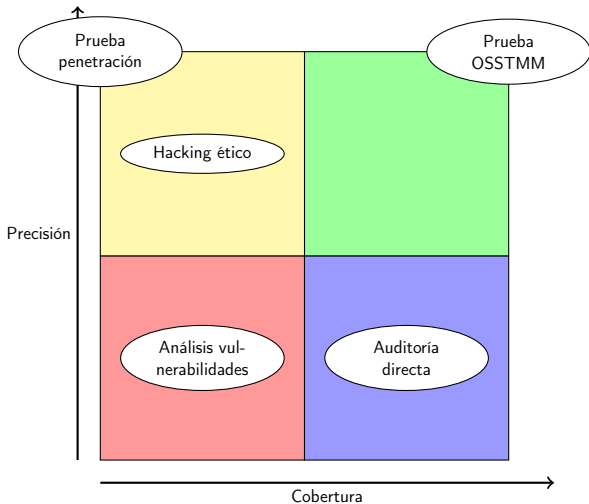 Prueba
penetración
Prueba
OSSTMM
Hacking ético
Precisión
Análisis vul-
nerabilidades
Auditoría
directa
Cobertura